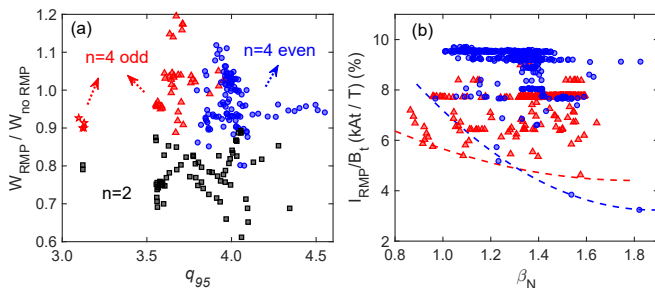 (a)
n=4 odd
n=4 even
n=2
W_RMP / W_no RMP
1.2
1.1
1.0
0.9
0.8
0.7
0.6
3.0
3.5
4.0
4.5
q_95
(b)
I_RMP/B_t (kAt / T) (%)
10
8
6
4
2
0.8
1.0
1.2
1.4
1.6
1.8
β_N